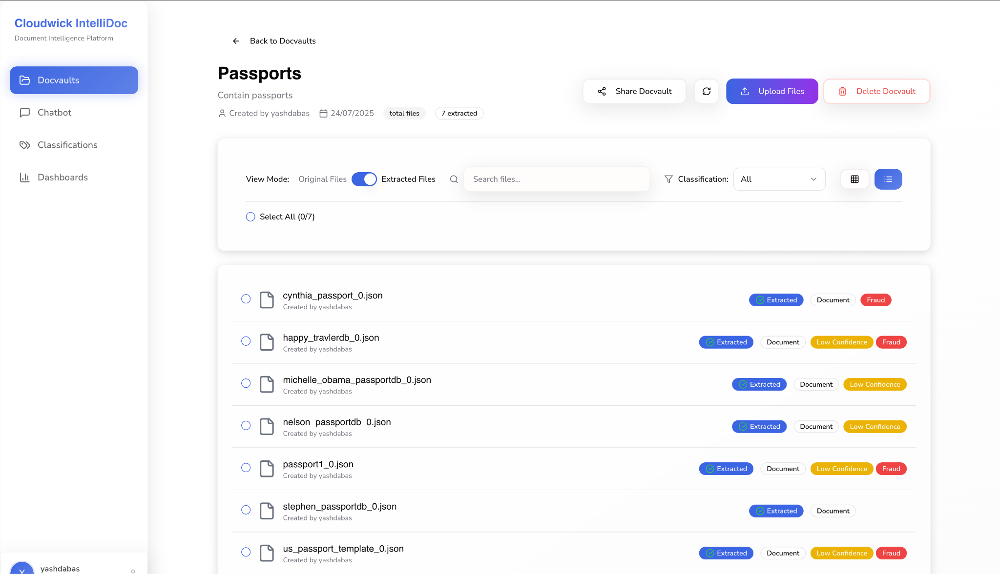 Cloudwick IntelliDoc
Document Intelligence Platform
Docvaults
Chatbot
Classifications
Dashboards
Y
yashdabas
Back to Docvaults
Passports
Contain passports
Created by yashdabas 24/07/2025 total files 7 extracted
Share Docvault Upload Files Delete Docvault
View Mode: Original Files Extracted Files Search files... Classification: All
Select All (0/7)
cynthia_passport_0.json
Created by yashdabas
Extracted Document Fraud
happy_travlerdb_0.json
Created by yashdabas
Extracted Document Low Confidence Fraud
michelle_obama_passportdb_0.json
Created by yashdabas
Extracted Document Low Confidence
nelson_passportdb_0.json
Created by yashdabas
Extracted Document Low Confidence
passport1_0.json
Created by yashdabas
Extracted Document Low Confidence Fraud
stephen_passportdb_0.json
Created by yashdabas
Extracted Document
us_passport_template_0.json
Created by yashdabas
Extracted Document Low Confidence Fraud